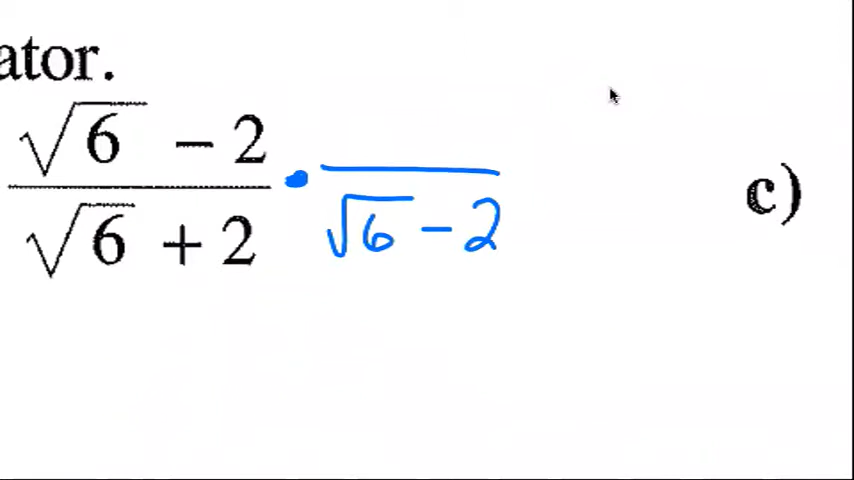 ator.
√6 − 2
√6 + 2 • √6 − 2
c)